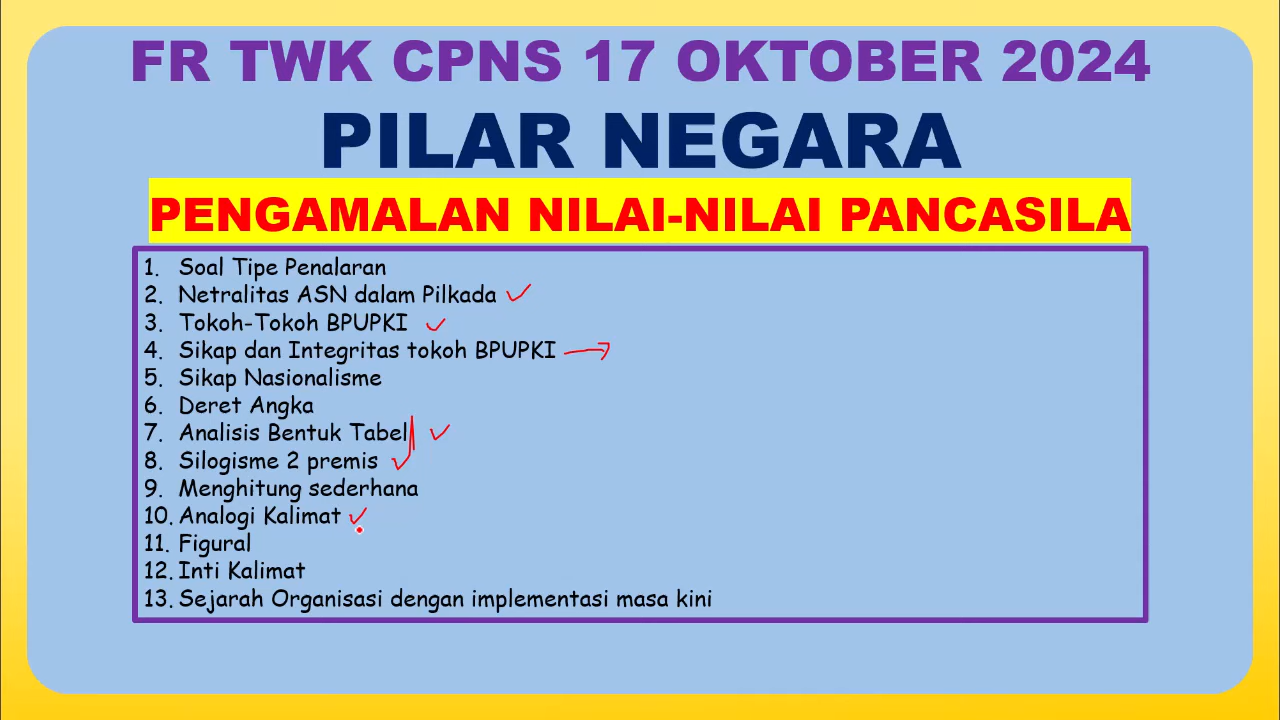 FR TWK CPNS 17 OKTOBER 2024
PILAR NEGARA
PENGAMALAN NILAI-NILAI PANCASILA
1. Soal Tipe Penalaran
2. Netralitas ASN dalam Pilkada
3. Tokoh-Tokoh BPUPKI
4. Sikap dan Integritas tokoh BPUPKI
5. Sikap Nasionalisme
6. Deret Angka
7. Analisis Bentuk Tabel
8. Silogisme 2 premis
9. Menghitung sederhana
10. Analogi Kalimat
11. Figural
12. Inti Kalimat
13. Sejarah Organisasi dengan implementasi masa kini